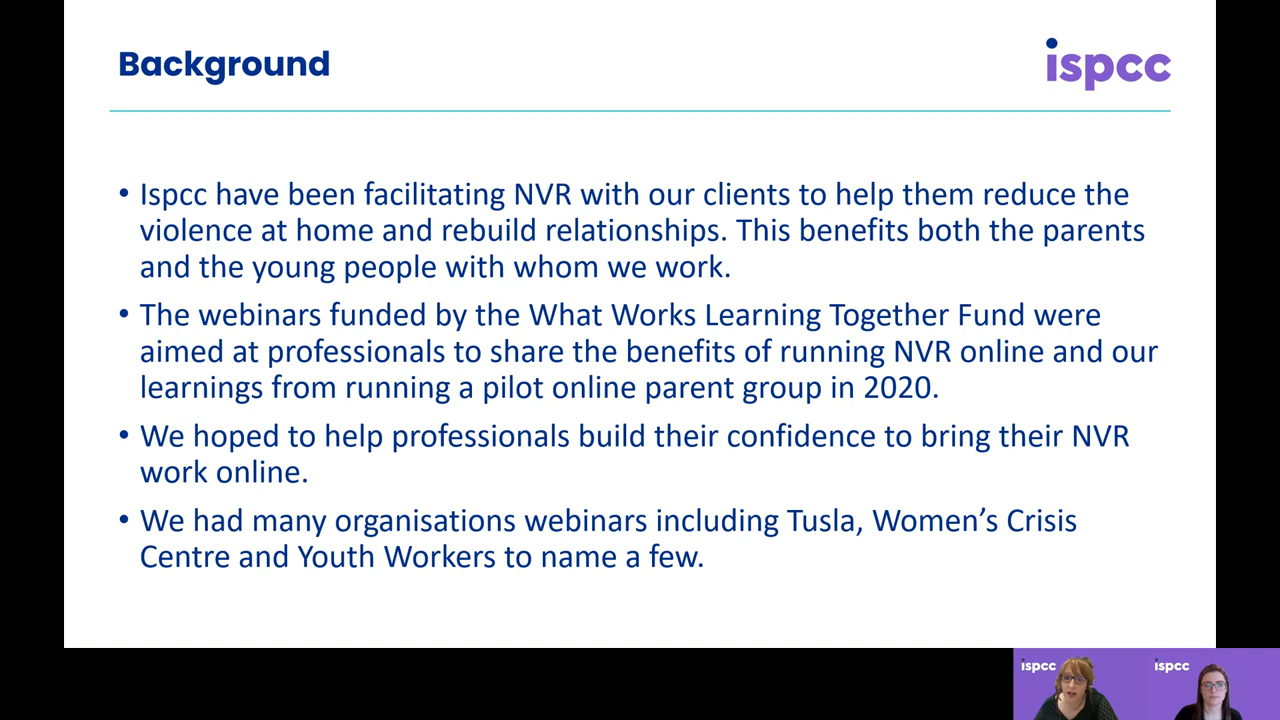 Background
ispcc
• Ispcc have been facilitating NVR with our clients to help them reduce the
violence at home and rebuild relationships. This benefits both the parents
and the young people with whom we work.
• The webinars funded by the What Works Learning Together Fund were
aimed at professionals to share the benefits of running NVR online and our
learnings from running a pilot online parent group in 2020.
• We hoped to help professionals build their confidence to bring their NVR
work online.
• We had many organisations webinars including Tusla, Women’s Crisis
Centre and Youth Workers to name a few.
ispcc
ispcc